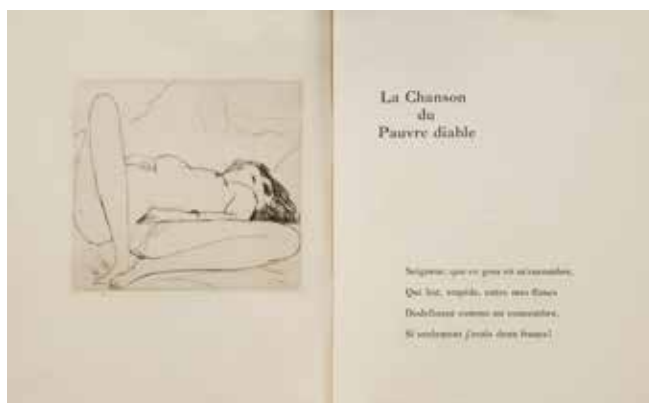 La Chanson
du
Pauvre diable
Seigneur, que ce gros vit m'encombre,
Qui bat, stupide, entre mes flancs
Dodelinant comme un concombre,
Si seulement j'avais deux francs!